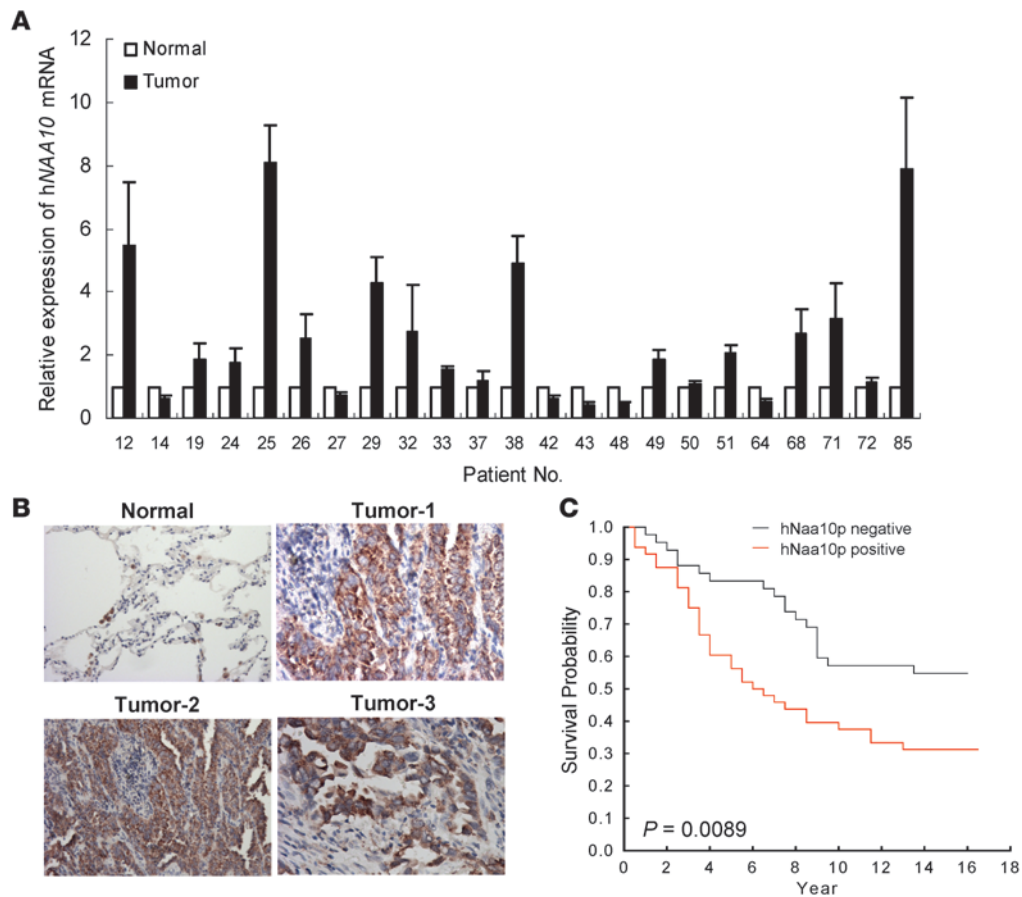 A
Relative expression of hNAA10 mRNA
12
10
8
6
4
2
0
Normal
Tumor
12 14 19 24 25 26 27 29 32 33 37 38 42 43 48 49 50 51 64 68 71 72 85
Patient No.
B
Normal
Tumor-1
Tumor-2
Tumor-3
C
Survival Probability
1.0
0.9
0.8
0.7
0.6
0.5
0.4
0.3
0.2
0.1
0.0
hNaa10p negative
hNaa10p positive
P = 0.0089
0 2 4 6 8 10 12 14 16 18
Year